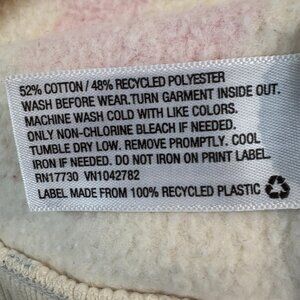 52% COTTON / 48% RECYCLED POLYESTER
WASH BEFORE WEAR.TURN GARMENT INSIDE OUT.
MACHINE WASH COLD WITH LIKE COLORS.
ONLY NON-CHLORINE BLEACH IF NEEDED.
TUMBLE DRY LOW. REMOVE PROMPTLY. COOL
IRON IF NEEDED. DO NOT IRON ON PRINT LABEL.
RN17730 VN1042782
LABEL MADE FROM 100% RECYCLED PLASTIC